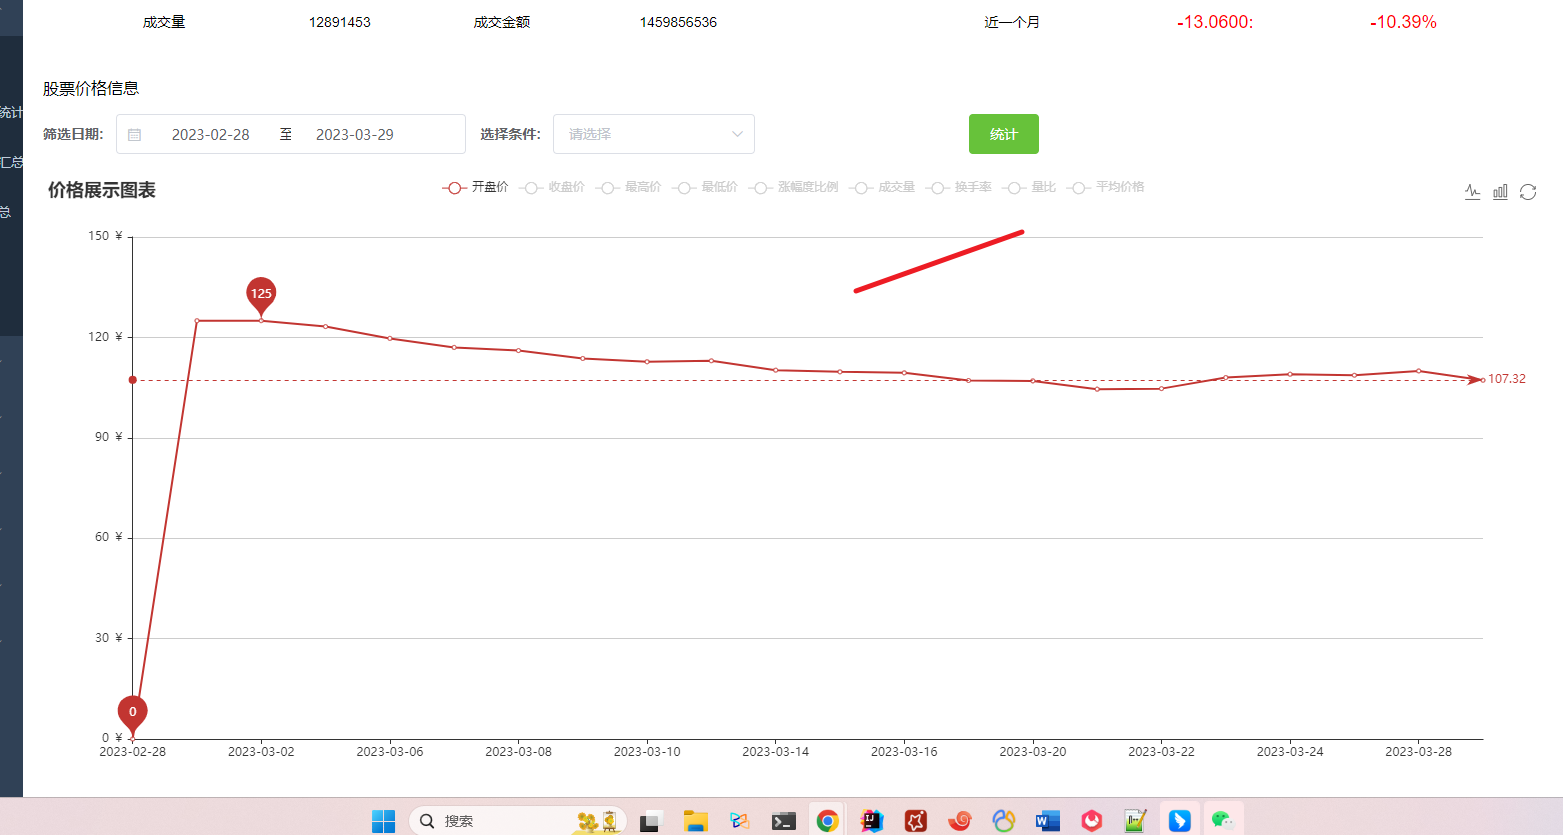 成交量 12891453 成交金额 1459856536 近一个月 -13.0600: -10.39%
股票价格信息
统计
筛选日期: 2023-02-28 至 2023-03-29 选择条件: 请选择 统计
汇总
价格展示图表 开盘价 收盘价 最高价 最低价 涨幅度比例 成交量 换手率 量比 平均价格
总
150 ¥
125
120 ¥
107.32
90 ¥
60 ¥
30 ¥
0
0 ¥
2023-02-28 2023-03-02 2023-03-06 2023-03-08 2023-03-10 2023-03-14 2023-03-16 2023-03-20 2023-03-22 2023-03-24 2023-03-28
搜索